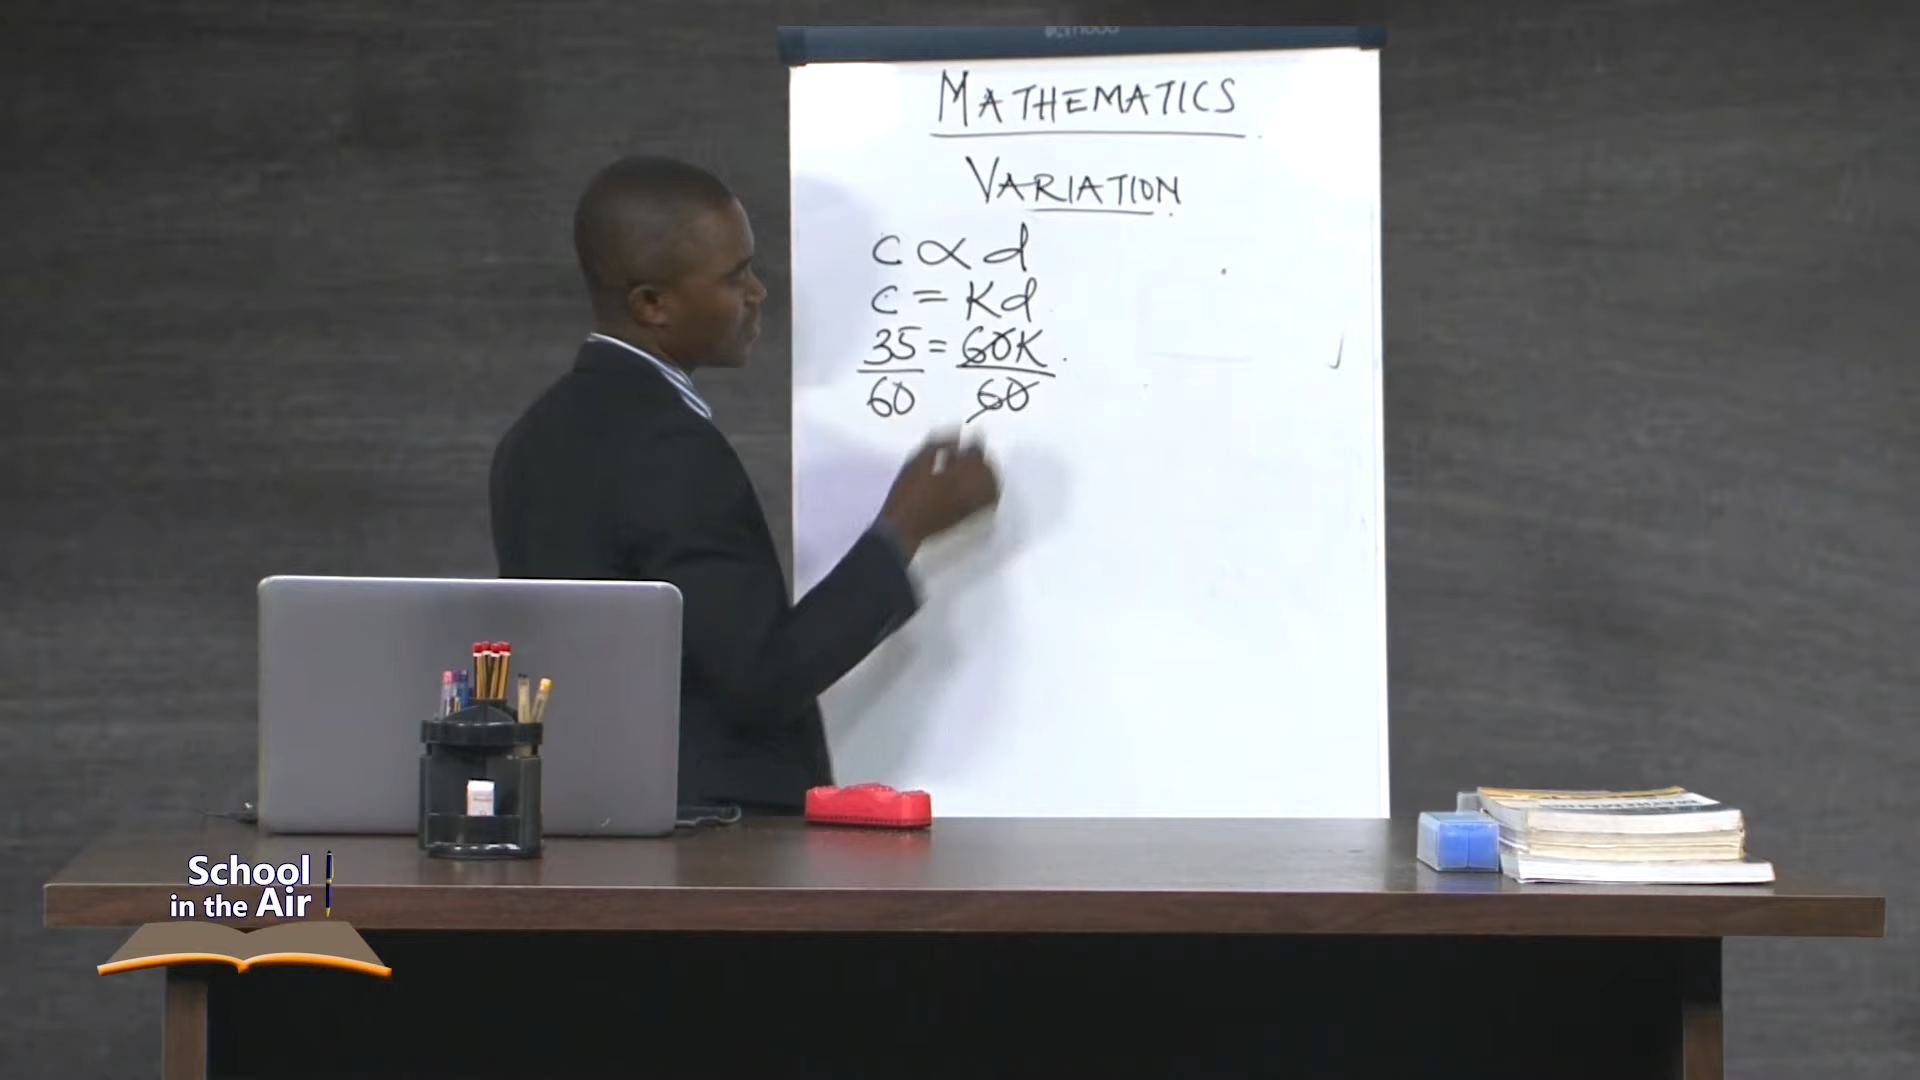 MATHEMATICS
VARIATION
c ∝ d
c = Kd
35 = 60K
60 60
School
in the Air